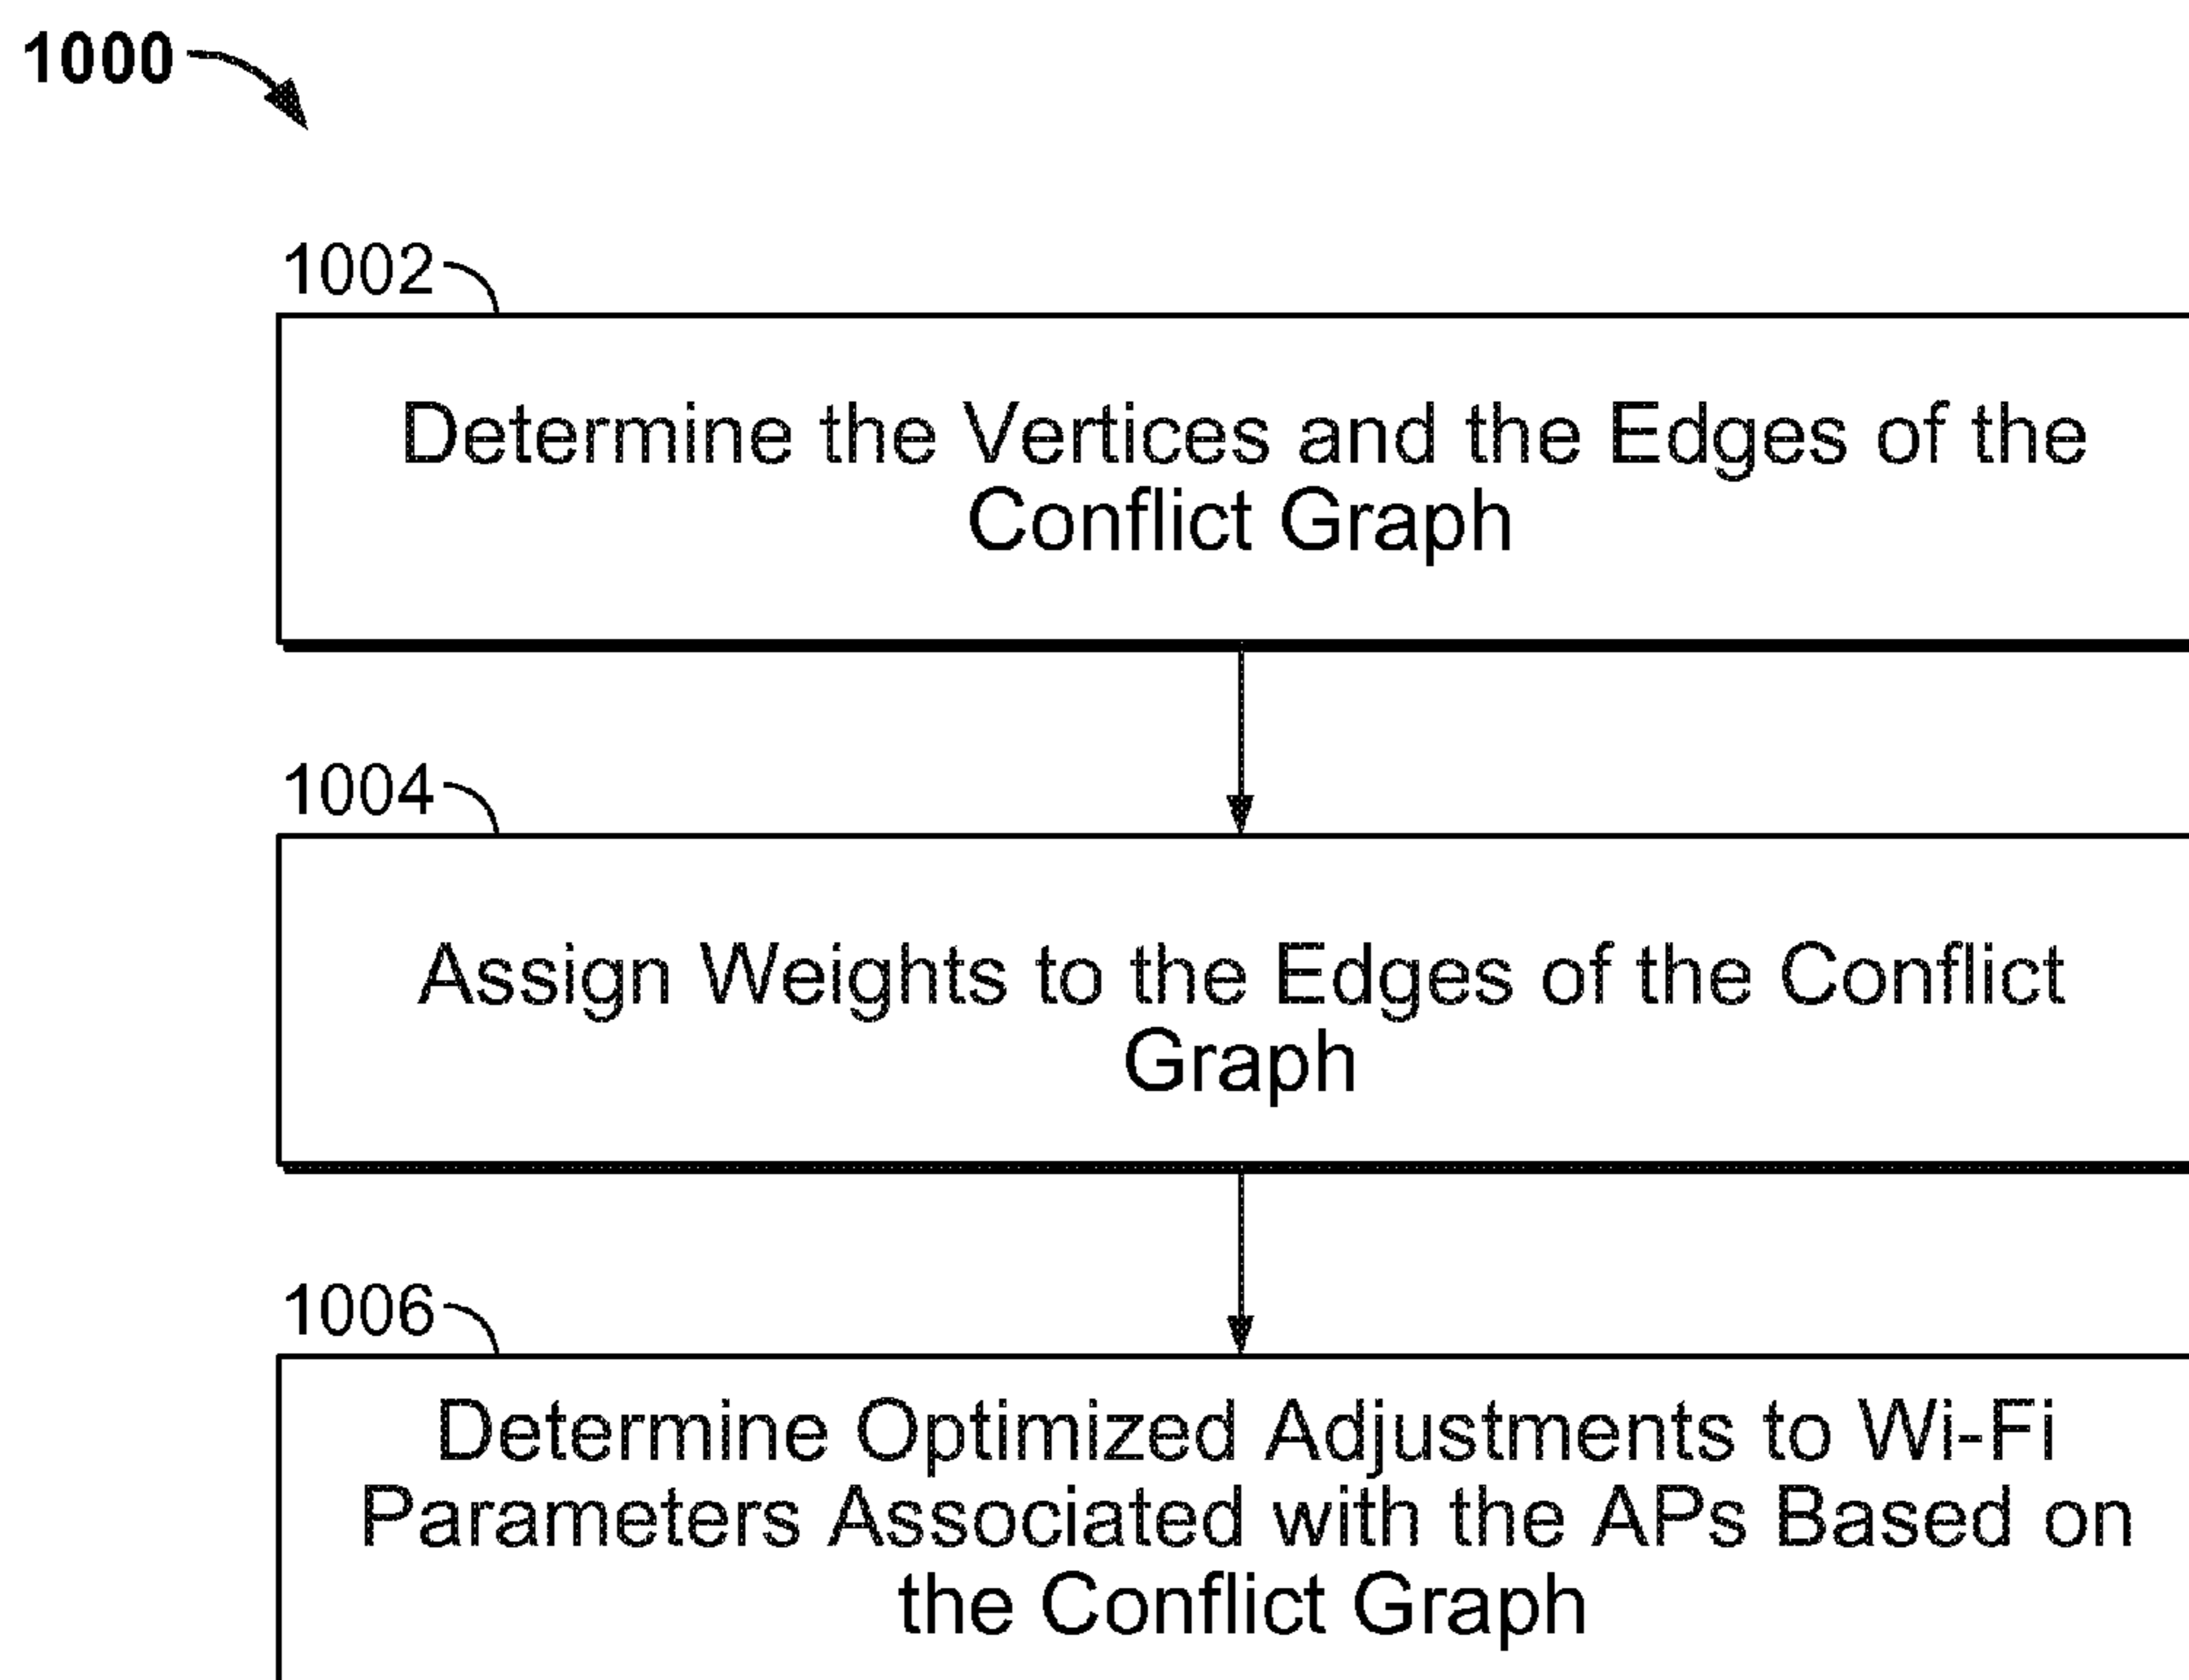 1000
1002
Determine the Vertices and the Edges of the
Conflict Graph
1004
Assign Weights to the Edges of the Conflict
Graph
1006
Determine Optimized Adjustments to Wi-Fi
Parameters Associated with the APs Based on
the Conflict Graph